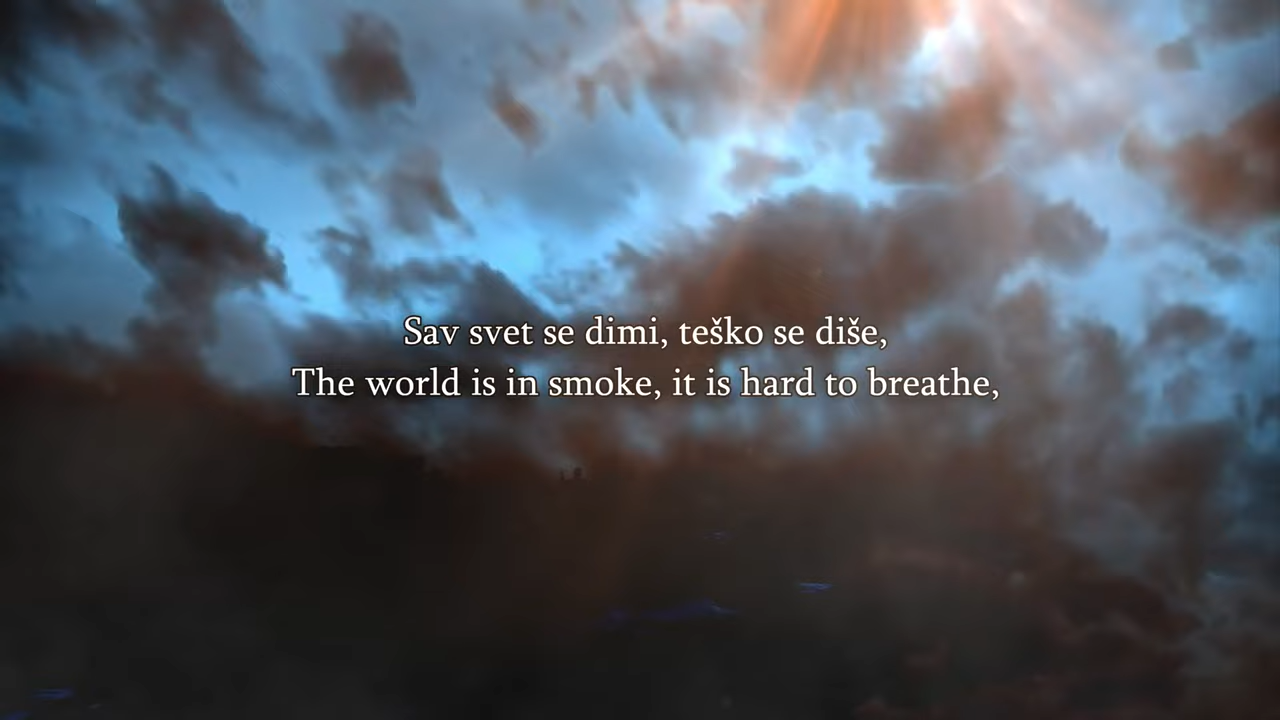 Sav svet se dimi, teško se diše,
The world is in smoke, it is hard to breathe,